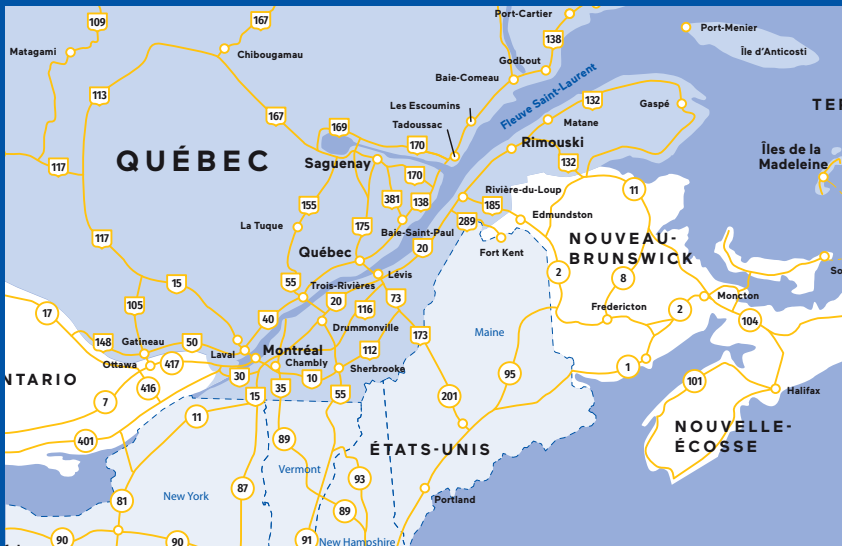 109
167
Port-Cartier
Port-Menier
Matagami
Chibougamau
138
Île d'Anticosti
Godbout
Baie-Comeau
113
Fleuve Saint-Laurent
132
Gaspé
TER
Les Escoumins
Tadoussac
167
169
Matane
170
Rimouski
QUÉBEC
Saguenay
132
Îles de la
Madeleine
117
170
Rivière-du-Loup
11
155
381
138
185
La Tuque
289
Edmundston
175
Baie-Saint-Paul
117
20
NOUVEAU-
BRUNSWICK
Québec
Fort Kent
Lévis
2
8
So
15
55
Trois-Rivières
105
20
73
116
Fredericton
2
Moncton
17
40
Drummonville
Maine
104
148
Gatineau
50
173
Laval
Montréal
112
Ottawa
417
Chambly
1
NTARIO
30
10
Sherbrooke
95
101
416
35
Halifax
7
15
55
201
11
NOUVELLE-
ÉCOSSE
401
89
ÉTATS-UNIS
Vermont
93
New York
87
Portland
81
89
90
90
91
New Hampshire